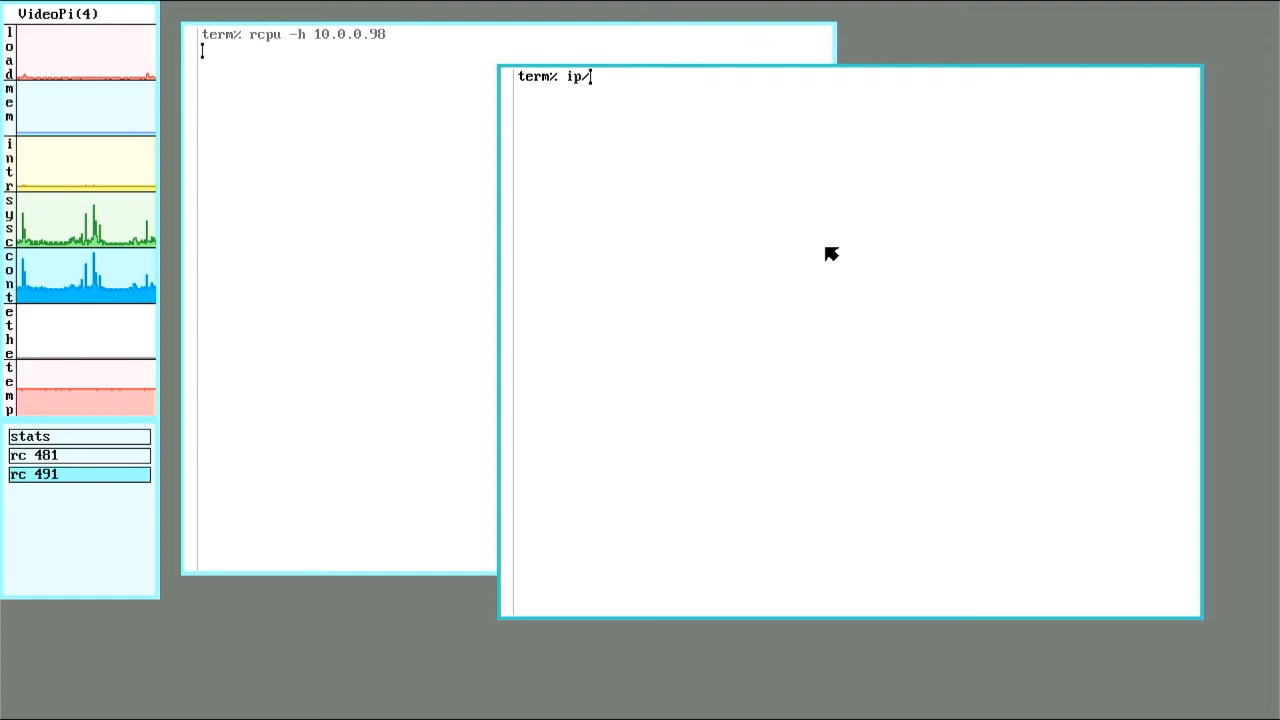 VideoPi(4)
load
mem
intr
sysc
cont
ethe
temp
stats
rc 481
rc 491
term% rcpu -h 10.0.0.98
term% ip/